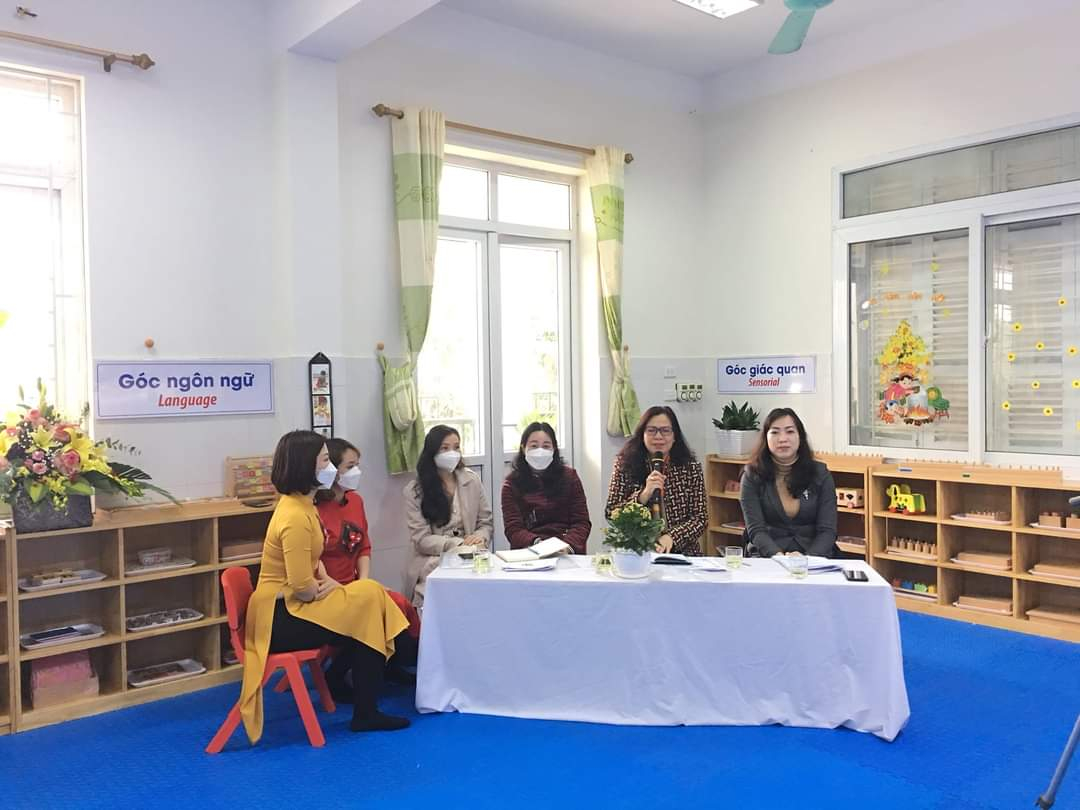 Góc ngôn ngữ
Language
Góc giác quan
Sensorial